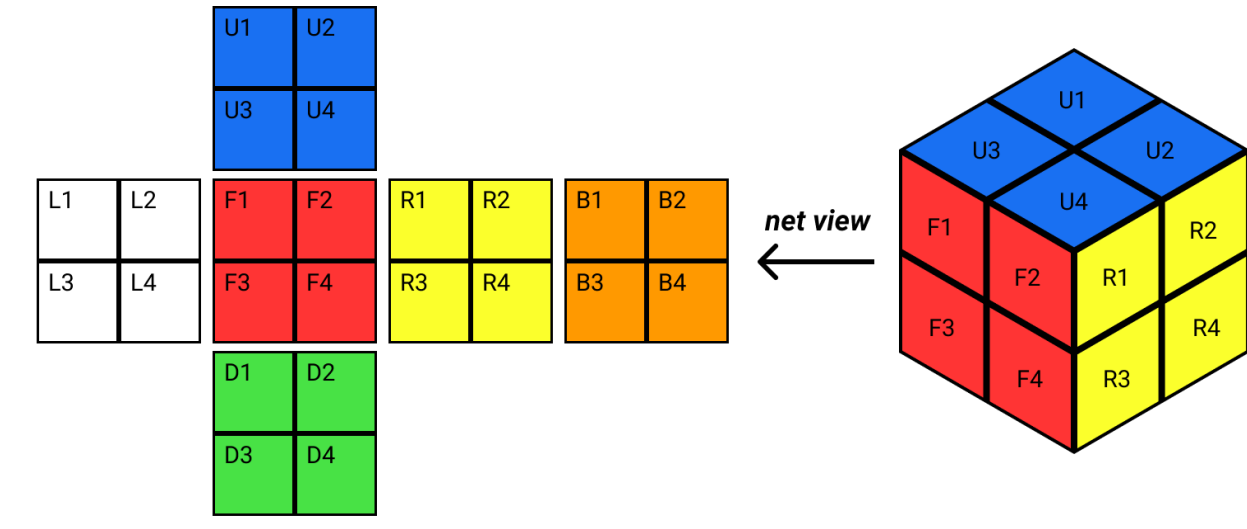 U1 U2
U3 U4
L1 L2 F1 F2 R1 R2 B1 B2
L3 L4 F3 F4 R3 R4 B3 B4
D1 D2
D3 D4
net view
U1
U3 U2
U4
F1 F2 R1 R2
F3 F4 R3 R4